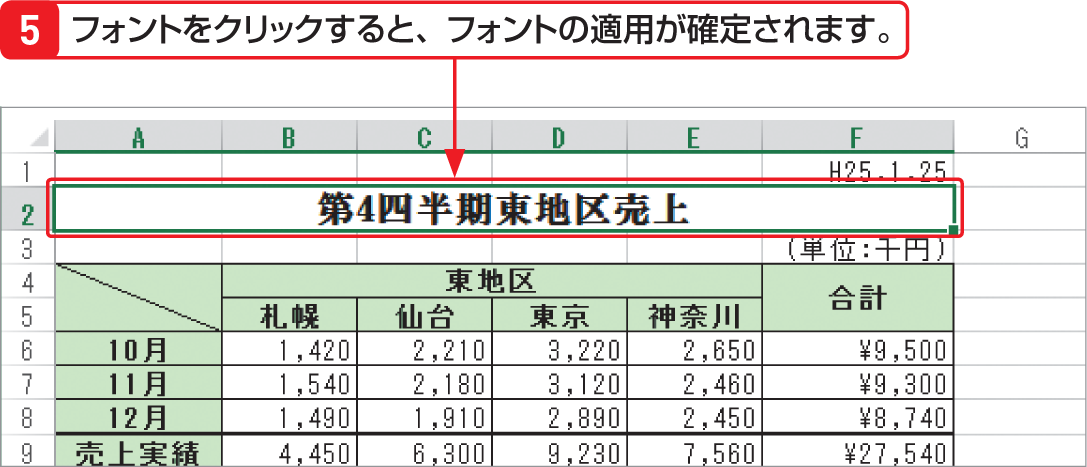 5 フォントをクリックすると、フォントの適用が確定されます。
A B C D E F G
1 H25.1.25
2 第4四半期東地区売上
3 (単位:千円)
4 東地区 合計
5 札幌 仙台 東京 神奈川
6 10月 1,420 2,210 3,220 2,650 ¥9,500
7 11月 1,540 2,180 3,120 2,460 ¥9,300
8 12月 1,490 1,910 2,890 2,450 ¥8,740
9 売上実績 4,450 6,300 9,230 7,560 ¥27,540